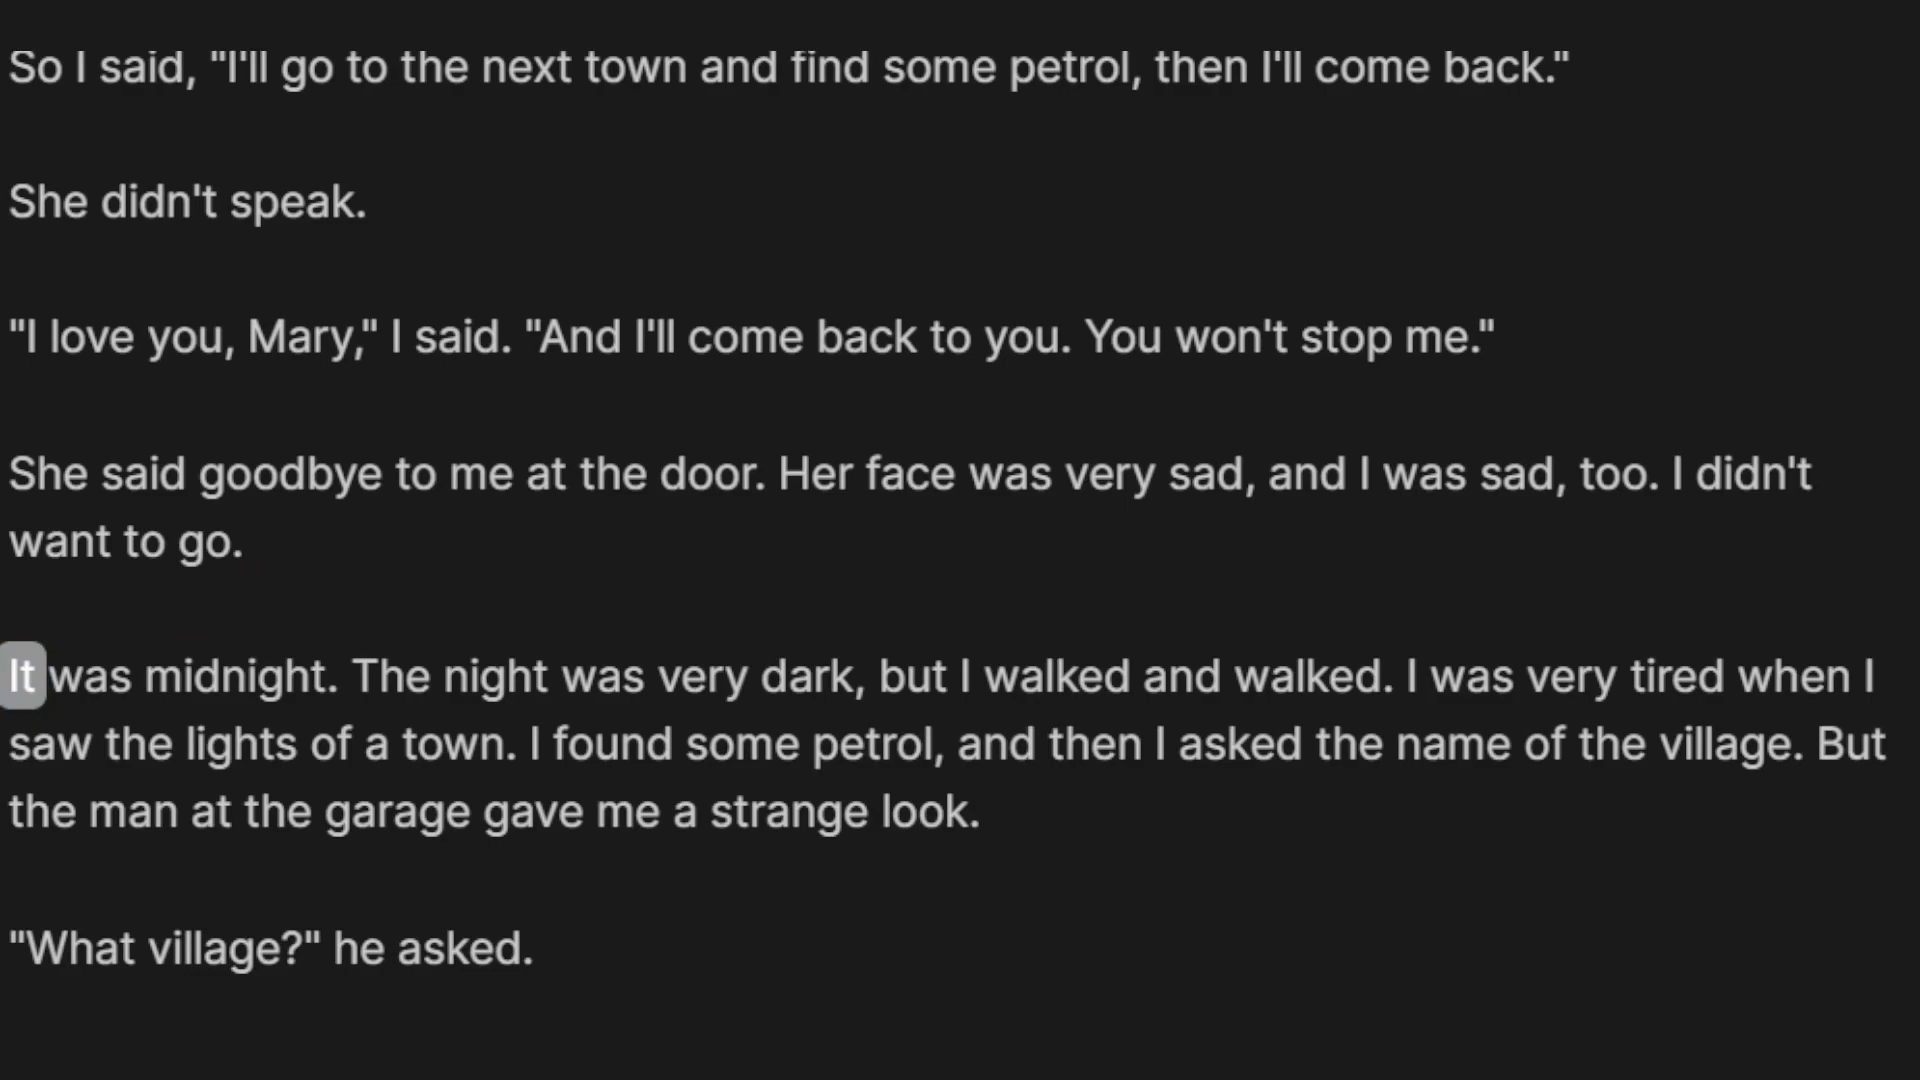 So I said, "I'll go to the next town and find some petrol, then I'll come back."
She didn't speak.
"I love you, Mary," I said. "And I'll come back to you. You won't stop me."
She said goodbye to me at the door. Her face was very sad, and I was sad, too. I didn't
want to go.
It was midnight. The night was very dark, but I walked and walked. I was very tired when I
saw the lights of a town. I found some petrol, and then I asked the name of the village. But
the man at the garage gave me a strange look.
"What village?" he asked.